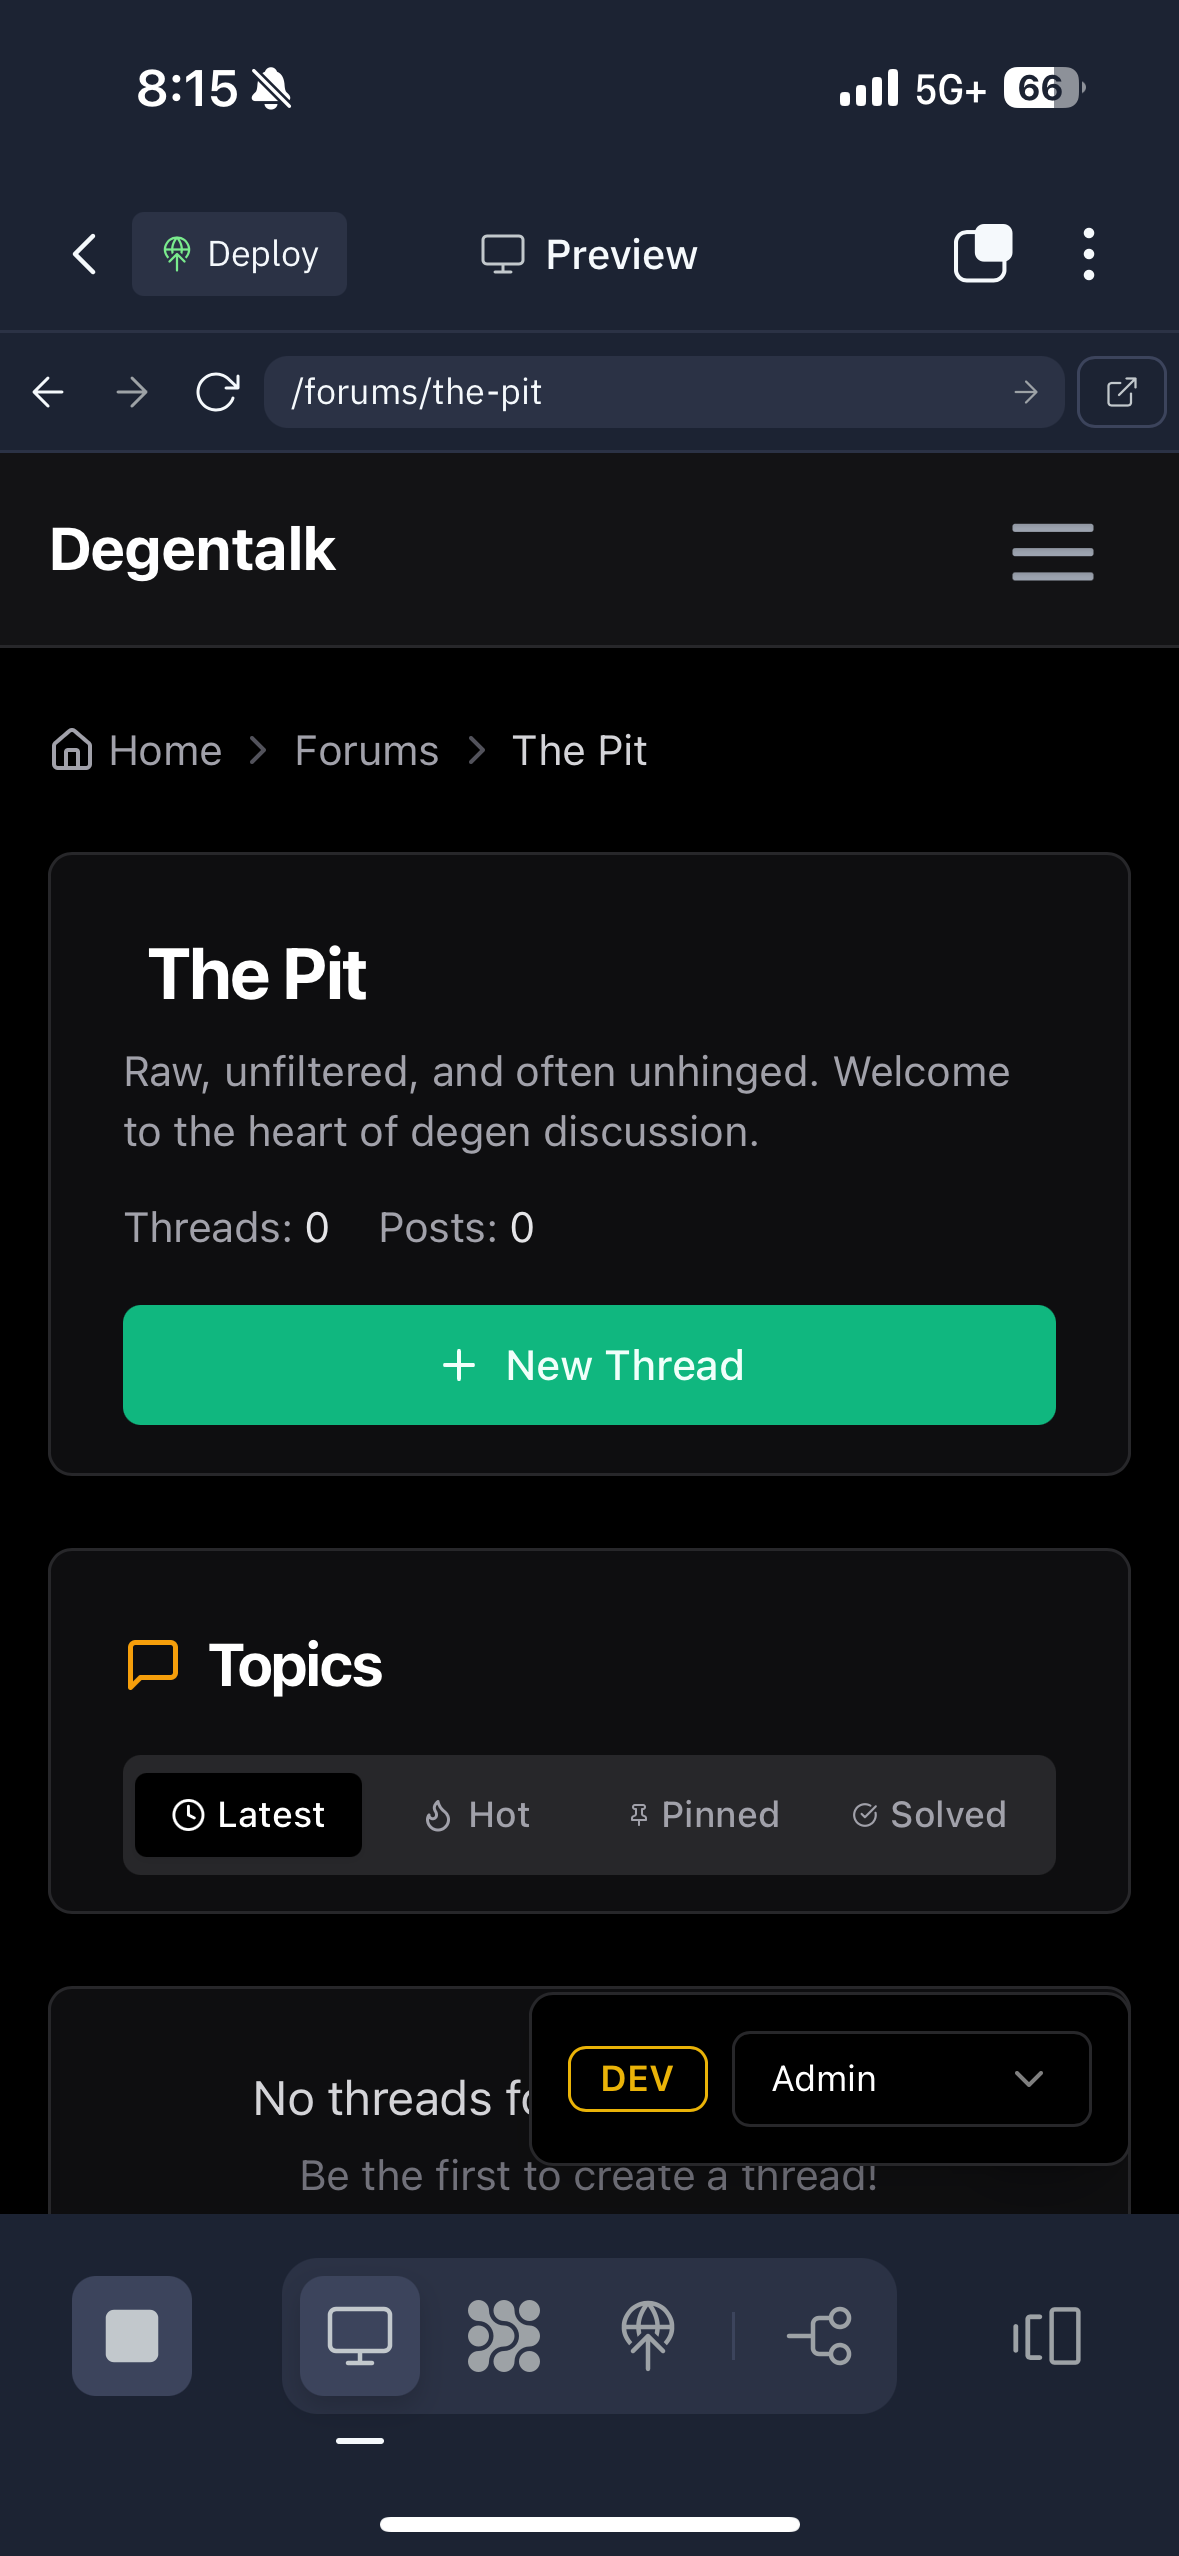 8:15
5G+ 66
Deploy
Preview
/forums/the-pit
Degentalk
Home > Forums > The Pit
The Pit
Raw, unfiltered, and often unhinged. Welcome
to the heart of degen discussion.
Threads: 0 Posts: 0
+ New Thread
Topics
Latest Hot Pinned Solved
No threads
DEV Admin
Be the first to create a thread!